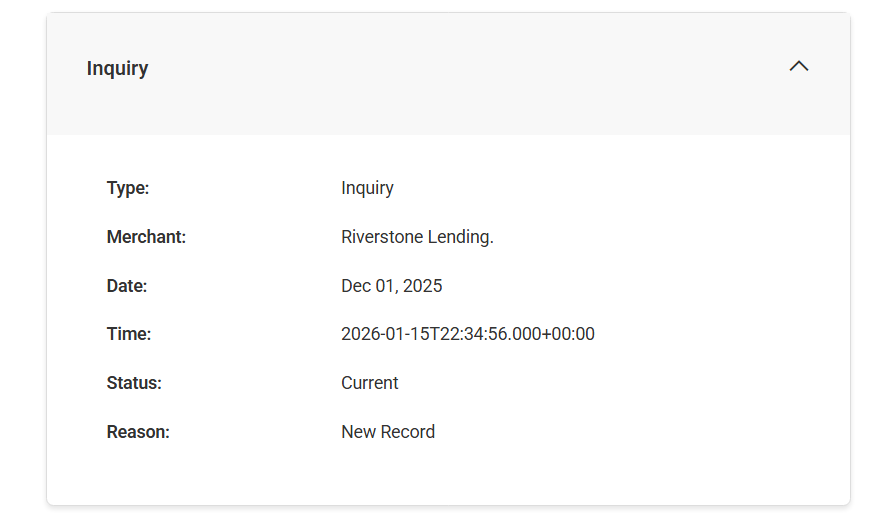 Inquiry
Type: Inquiry
Merchant: Riverstone Lending.
Date: Dec 01, 2025
Time: 2026-01-15T22:34:56.000+00:00
Status: Current
Reason: New Record